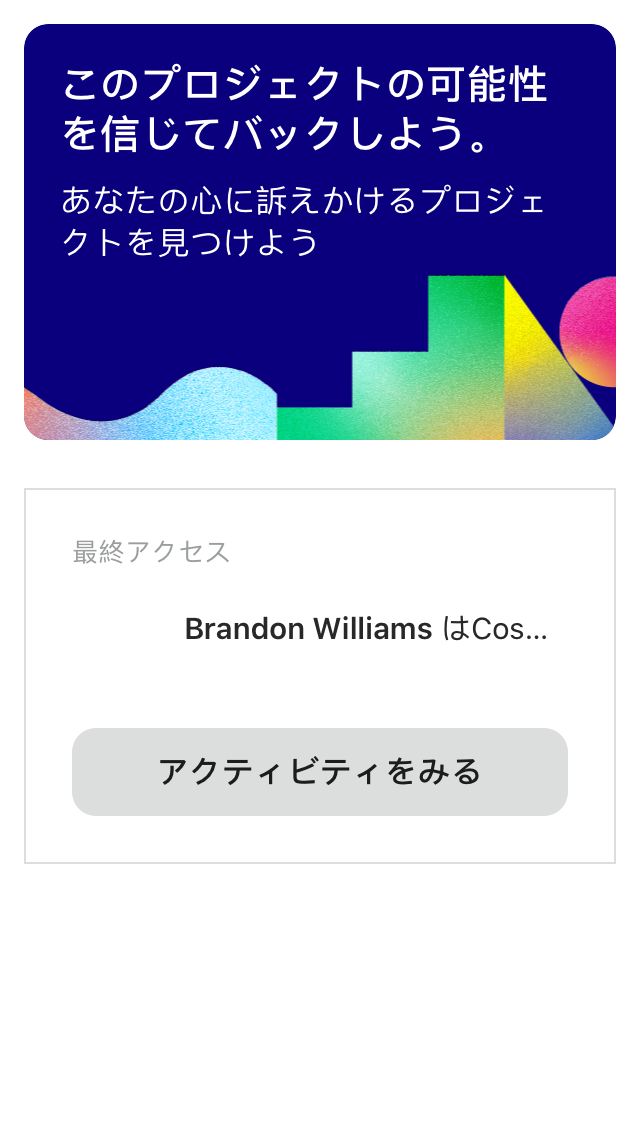 このプロジェクトの可能性
を信じてバックしよう。
あなたの心に訴えかけるプロジェ
クトを見つけよう
最終アクセス
Brandon Williams はCos...
アクティビティをみる